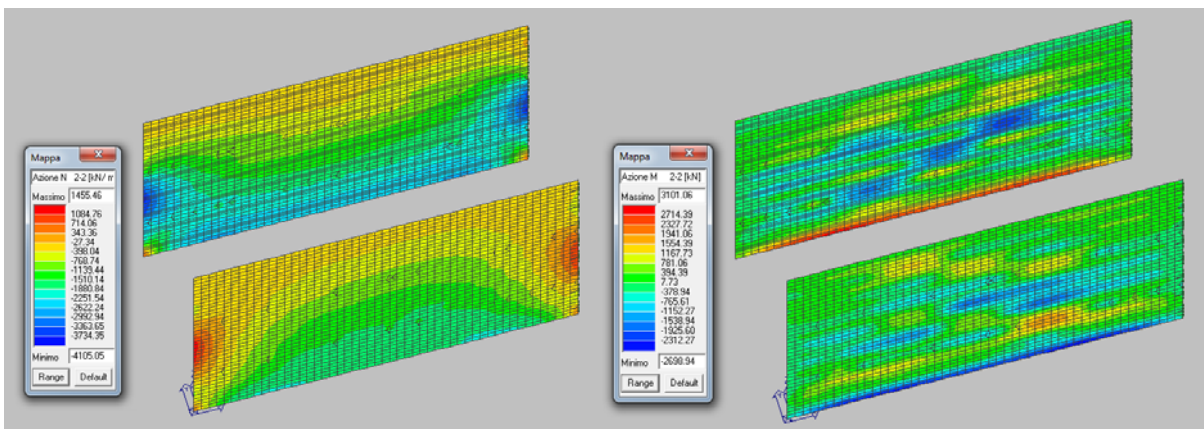 Mappa
Azione N 2-2 [kN/ m
Massimo 1455.46
1084.76
714.06
343.36
-27.34
-398.04
-768.74
-1139.44
-1510.14
-1880.84
-2251.54
-2622.24
-2992.94
-3363.65
-3734.35
Minimo -4105.05
Range Default
Mappa
Azione M 2-2 [kN]
Massimo 3101.06
2714.39
2327.72
1941.06
1554.39
1167.73
781.06
394.39
7.73
-378.94
-765.61
-1152.27
-1538.94
-1925.60
-2312.27
Minimo -2698.94
Range Default